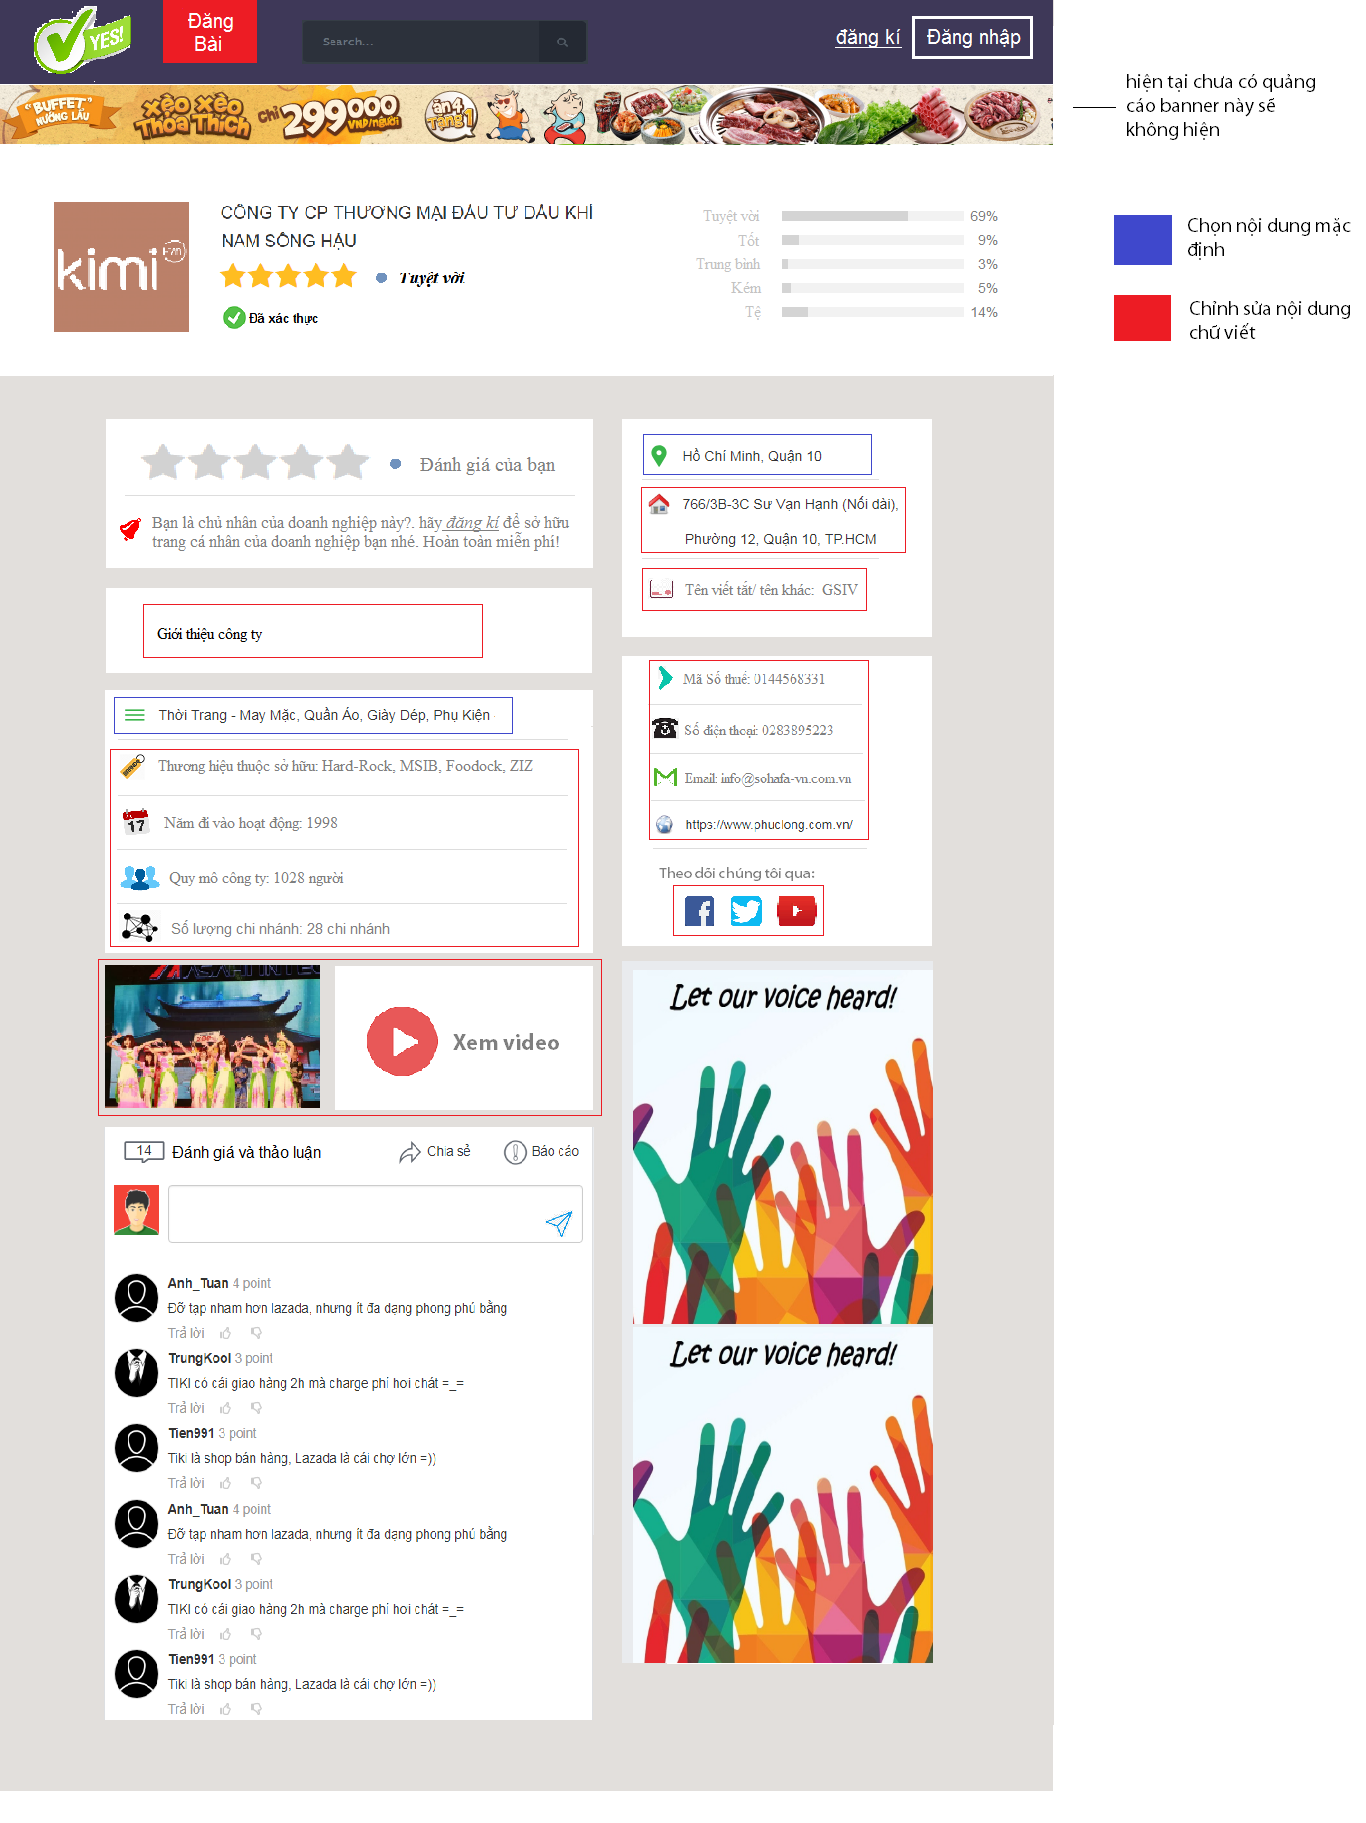 YES!
Đăng
Bài
Search...
đăng kí
Đăng nhập
"BUFFET"
NƯỚNG LẨU
xèo xèo
Thỏa Thích
chỉ 299000
VNĐ/NGƯỜI
ăn 4
Tặng 1
hiện tại chưa có quảng
cáo banner này sẽ
không hiện
kimi
CÔNG TY CP THƯƠNG MẠI ĐẦU TƯ DẦU KHÍ
NAM SÔNG HẬU
Tuyệt vời
Đã xác thực
Tuyệt vời 69%
Tốt 9%
Trung bình 3%
Kém 5%
Tệ 14%
Chọn nội dung mặc
định
Chỉnh sửa nội dung
chữ viết
Đánh giá của bạn
Bạn là chủ nhân của doanh nghiệp này?. hãy đăng kí để sở hữu
trang cá nhân của doanh nghiệp bạn nhé. Hoàn toàn miễn phí!
Giới thiệu công ty
Thời Trang - May Mặc, Quần Áo, Giày Dép, Phụ Kiện
Thương hiệu thuộc sở hữu: Hard-Rock, MSIB, Foodock, ZIZ
17
Năm đi vào hoạt động: 1998
Quy mô công ty: 1028 người
Số lượng chi nhánh: 28 chi nhánh
Hồ Chí Minh, Quận 10
766/3B-3C Sư Vạn Hạnh (Nối dài),
Phường 12, Quận 10, TP.HCM
Tên viết tắt/ tên khác: GSIV
Mã Số thuế: 0144568331
Số điện thoại: 0283895223
Email: info@sohafa-vn.com.vn
https://www.phuclong.com.vn/
Theo dõi chúng tôi qua:
Xem video
Let our voice heard!
Let our voice heard!
14 Đánh giá và thảo luận
Chia sẻ
Báo cáo
Anh_Tuan 4 point
Đỡ tạp nham hơn lazada, nhưng ít đa dạng phong phú bằng
Trả lời
TrungKool 3 point
TIKI có cái giao hàng 2h mà charge phí hơi chát =_=
Trả lời
Tien991 3 point
Tiki là shop bán hàng, Lazada là cái chợ lớn =))
Trả lời
Anh_Tuan 4 point
Đỡ tạp nham hơn lazada, nhưng ít đa dạng phong phú bằng
Trả lời
TrungKool 3 point
TIKI có cái giao hàng 2h mà charge phí hơi chát =_=
Trả lời
Tien991 3 point
Tiki là shop bán hàng, Lazada là cái chợ lớn =))
Trả lời